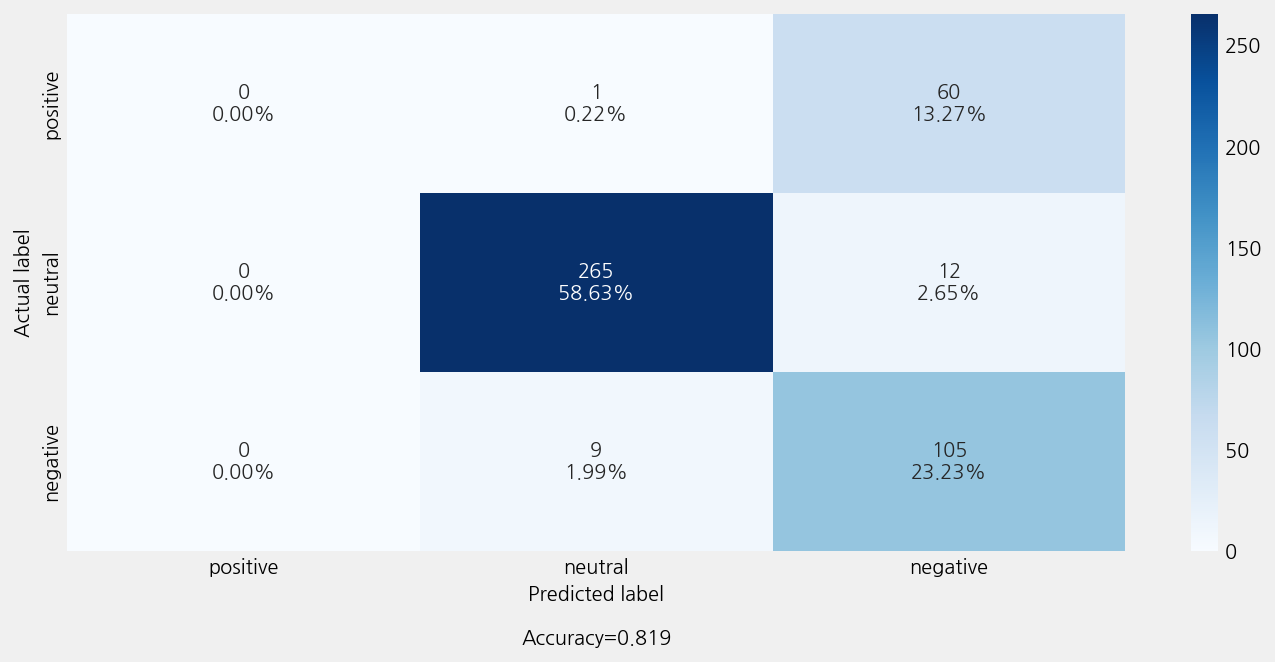 positive
0
0.00%
1
0.22%
60
13.27%
Actual label
neutral
0
0.00%
265
58.63%
12
2.65%
negative
0
0.00%
9
1.99%
105
23.23%
positive
neutral
negative
Predicted label
Accuracy=0.819
250
200
150
100
50
0